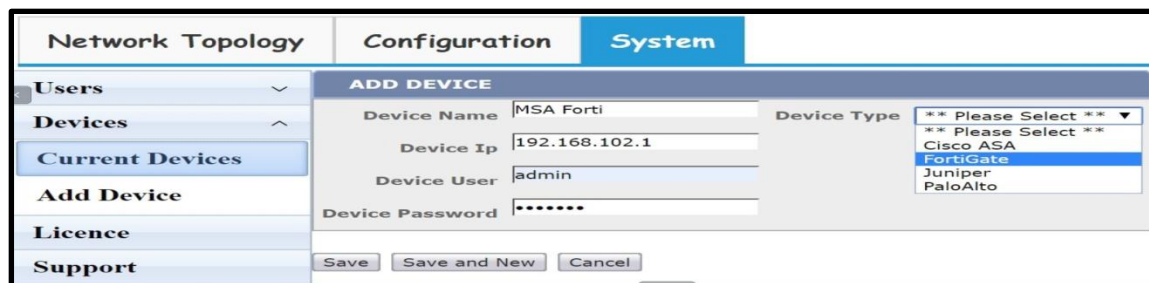 Network Topology
Configuration
System
Users
Devices
Current Devices
Add Device
Licence
Support
ADD DEVICE
Device Name MSA Forti
Device Ip 192.168.102.1
Device User admin
Device Password •••••••
Device Type ** Please Select **
** Please Select **
Cisco ASA
FortiGate
Juniper
PaloAlto
Save Save and New Cancel